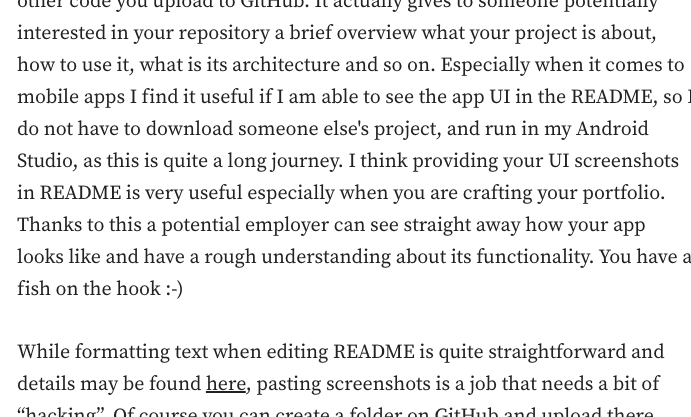 other code you upload to GitHub. It actually gives to someone potentially
interested in your repository a brief overview what your project is about,
how to use it, what is its architecture and so on. Especially when it comes to
mobile apps I find it useful if I am able to see the app UI in the README, so I
do not have to download someone else's project, and run in my Android
Studio, as this is quite a long journey. I think providing your UI screenshots
in README is very useful especially when you are crafting your portfolio.
Thanks to this a potential employer can see straight away how your app
looks like and have a rough understanding about its functionality. You have a
fish on the hook :-)
While formatting text when editing README is quite straightforward and
details may be found here, pasting screenshots is a job that needs a bit of
“hacking”. Of course you can create a folder on GitHub and upload there